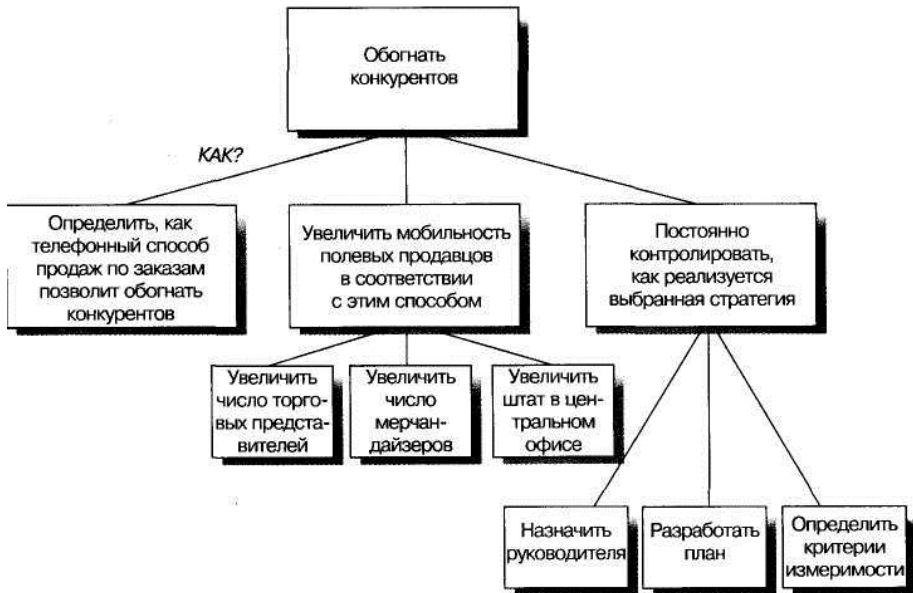 Обогнать
конкурентов
КАК?
Определить, как
телефонный способ
продаж по заказам
позволит обогнать
конкурентов
Увеличить мобильность
полевых продавцов
в соответствии
с этим способом
Постоянно
контролировать,
как реализуется
выбранная стратегия
Увеличить
число торго-
вых предста-
вителей
Увеличить
число
мерчан-
дайзеров
Увеличить
штат в цен-
тральном
офисе
Назначить
руководителя
Разработать
план
Определить
критерии
измеримости